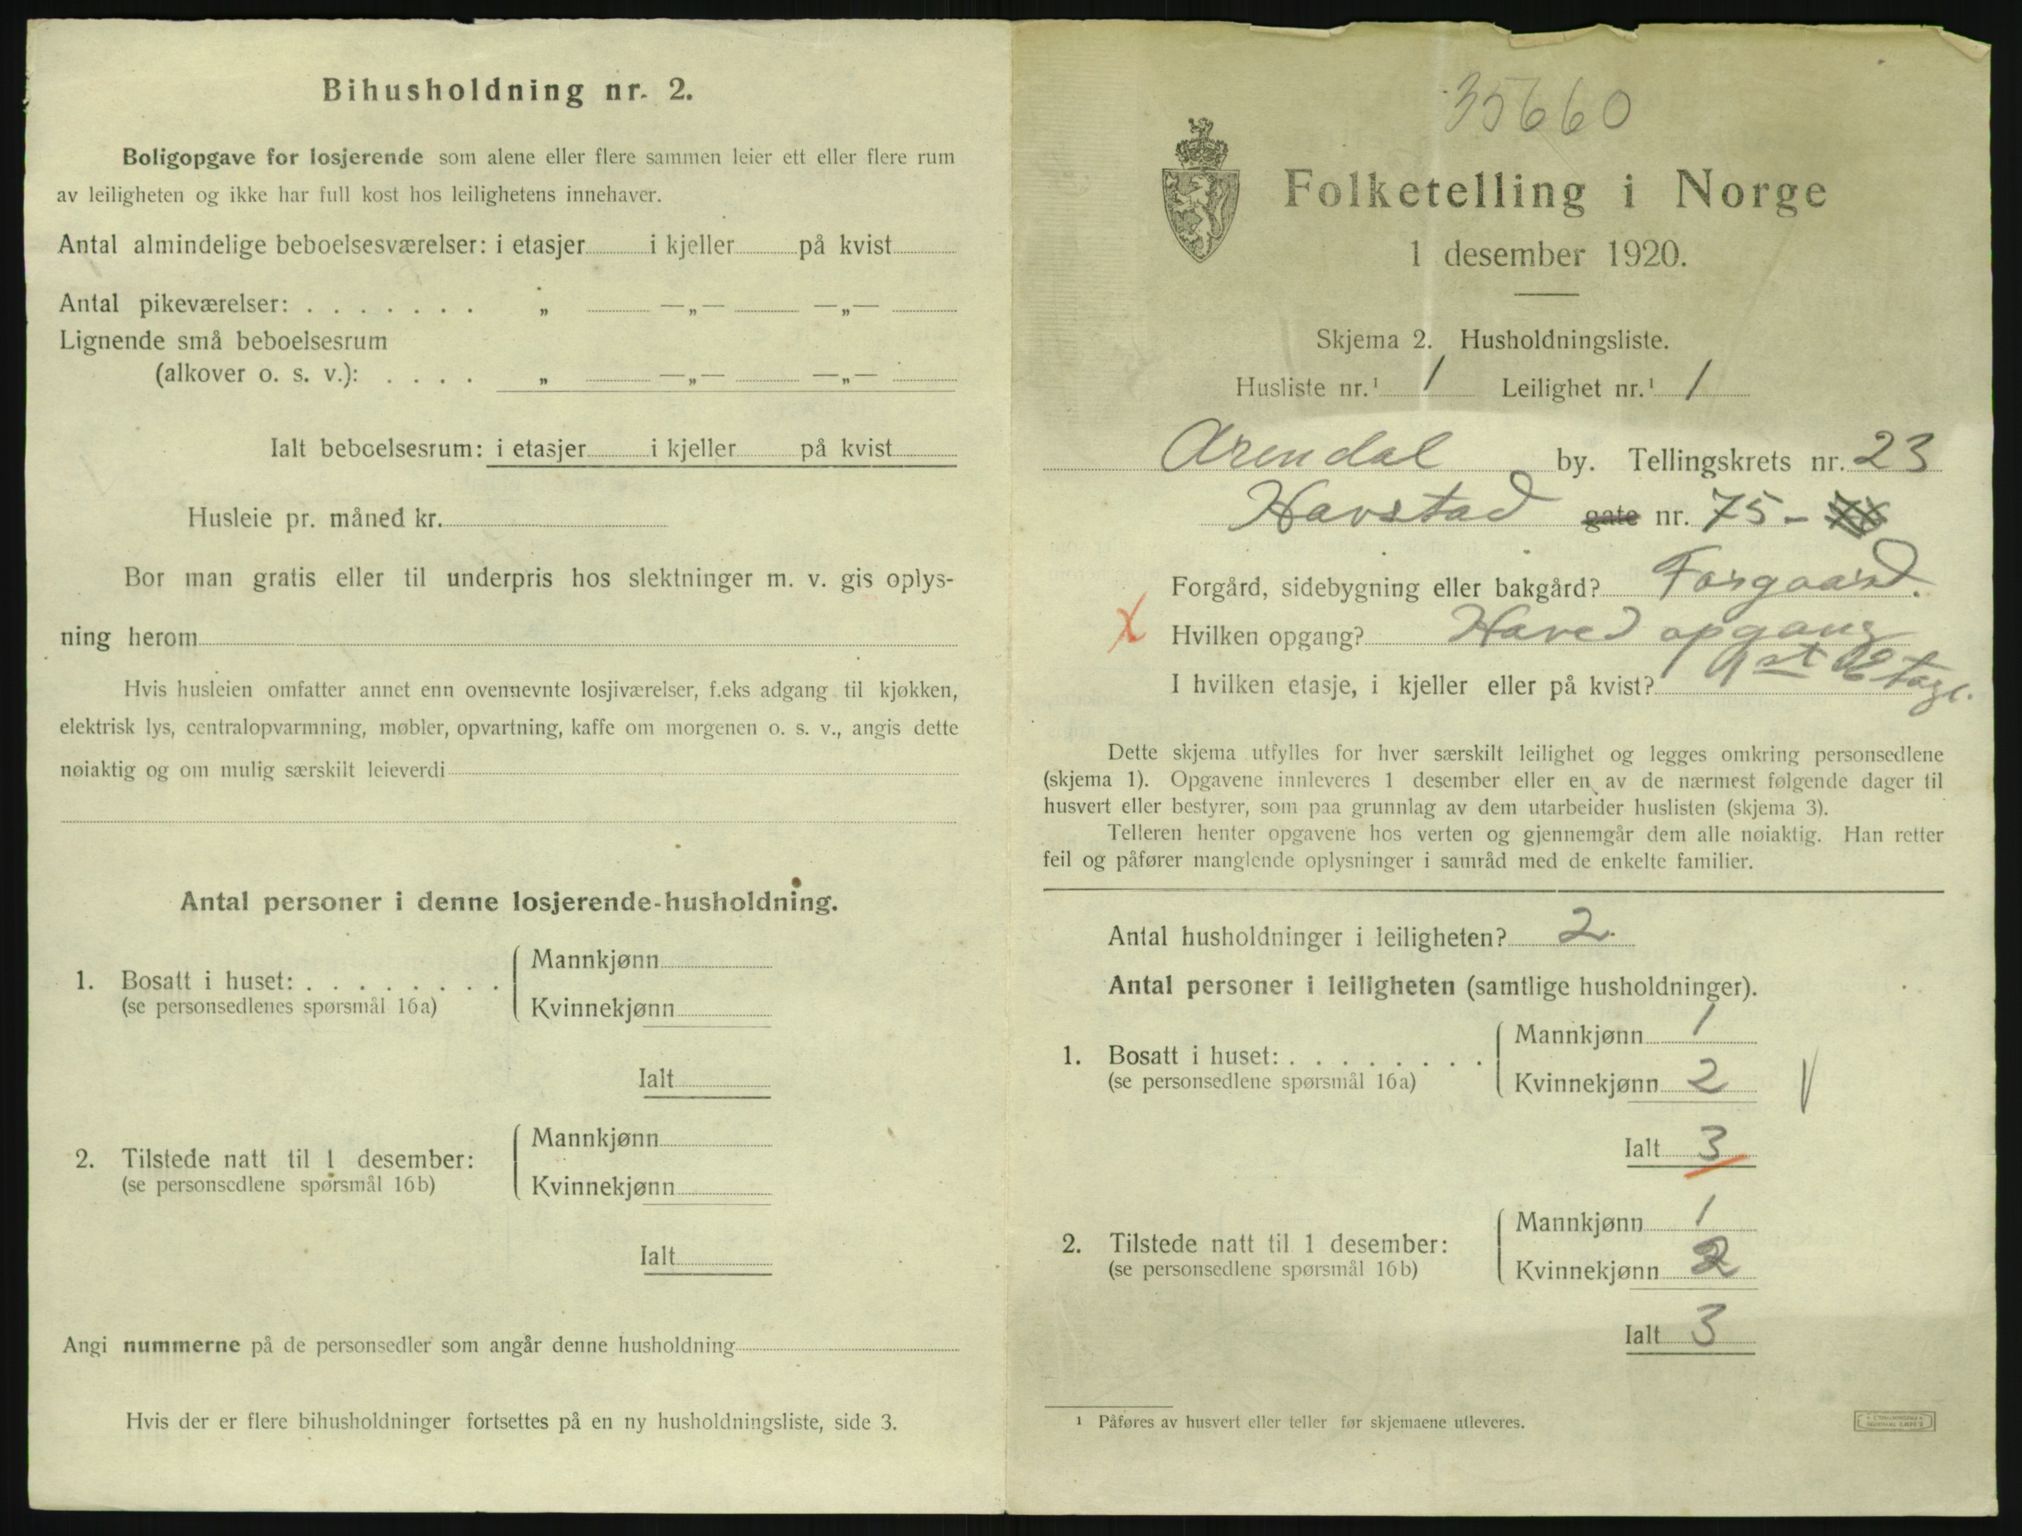 Bihusholdning nr. 2.
Boligopgave for losjerende som alene eller flere sammen leier ett eller flere rum
av leiligheten og ikke har full kost hos leilighetens innehaver.
Antal almindelige beboelsesværelser: i etasjer i kjeller på kvist
Antal pikeværelser: . . . . . . . „ —„— —„—
Lignende små beboelsesrum
(alkover o. s. v.): . . . . „ —„— —„—
Ialt beboelsesrum: i etasjer i kjeller på kvist
Husleie pr. måned kr.
Bor man gratis eller til underpris hos slektninger m. v. gis oplys-
ning herom
Hvis husleien omfatter annet enn ovennevnte losjiværelser, f.eks adgang til kjøkken,
elektrisk lys, centralopvarmning, møbler, opvartning, kaffe om morgenen o. s. v., angis dette
nøiaktig og om mulig særskilt leieverdi
Antal personer i denne losjerende-husholdning.
1. Bosatt i huset: . . . . . . . .
(se personsedlenes spørsmål 16a)
Mannkjønn
Kvinnekjønn
Ialt
2. Tilstede natt til 1 desember:
(se personsedlene spørsmål 16b)
Mannkjønn
Kvinnekjønn
Ialt
Angi nummerne på de personsedler som angår denne husholdning
Hvis der er flere bihusholdninger fortsettes på en ny husholdningsliste, side 3.
35660
Folketelling i Norge
1 desember 1920.
Skjema 2. Husholdningsliste.
Husliste nr.¹ 1 Leilighet nr.¹ 1
Arendal by. Tellingskrets nr. 23
Havstad gate nr. 75 -
Forgård, sidebygning eller bakgård? Forgaard.
Hvilken opgang? Hoved opgang
I hvilken etasje, i kjeller eller på kvist? 1st Etage.
Dette skjema utfylles for hver særskilt leilighet og legges omkring personsedlene
(skjema 1). Opgavene innleveres 1 desember eller en av de nærmest følgende dager til
husvert eller bestyrer, som paa grunnlag av dem utarbeider huslisten (skjema 3).
Telleren henter opgavene hos verten og gjennemgår dem alle nøiaktig. Han retter
feil og påfører manglende oplysninger i samråd med de enkelte familier.
Antal husholdninger i leiligheten? 2
Antal personer i leiligheten (samtlige husholdninger).
1. Bosatt i huset: . . . . . . . .
(se personsedlene spørsmål 16a)
Mannkjønn 1
Kvinnekjønn 2
Ialt 3
2. Tilstede natt til 1 desember:
(se personsedlene spørsmål 16b)
Mannkjønn 1
Kvinnekjønn 2
Ialt 3
¹ Påføres av husvert eller teller før skjemaene utleveres.